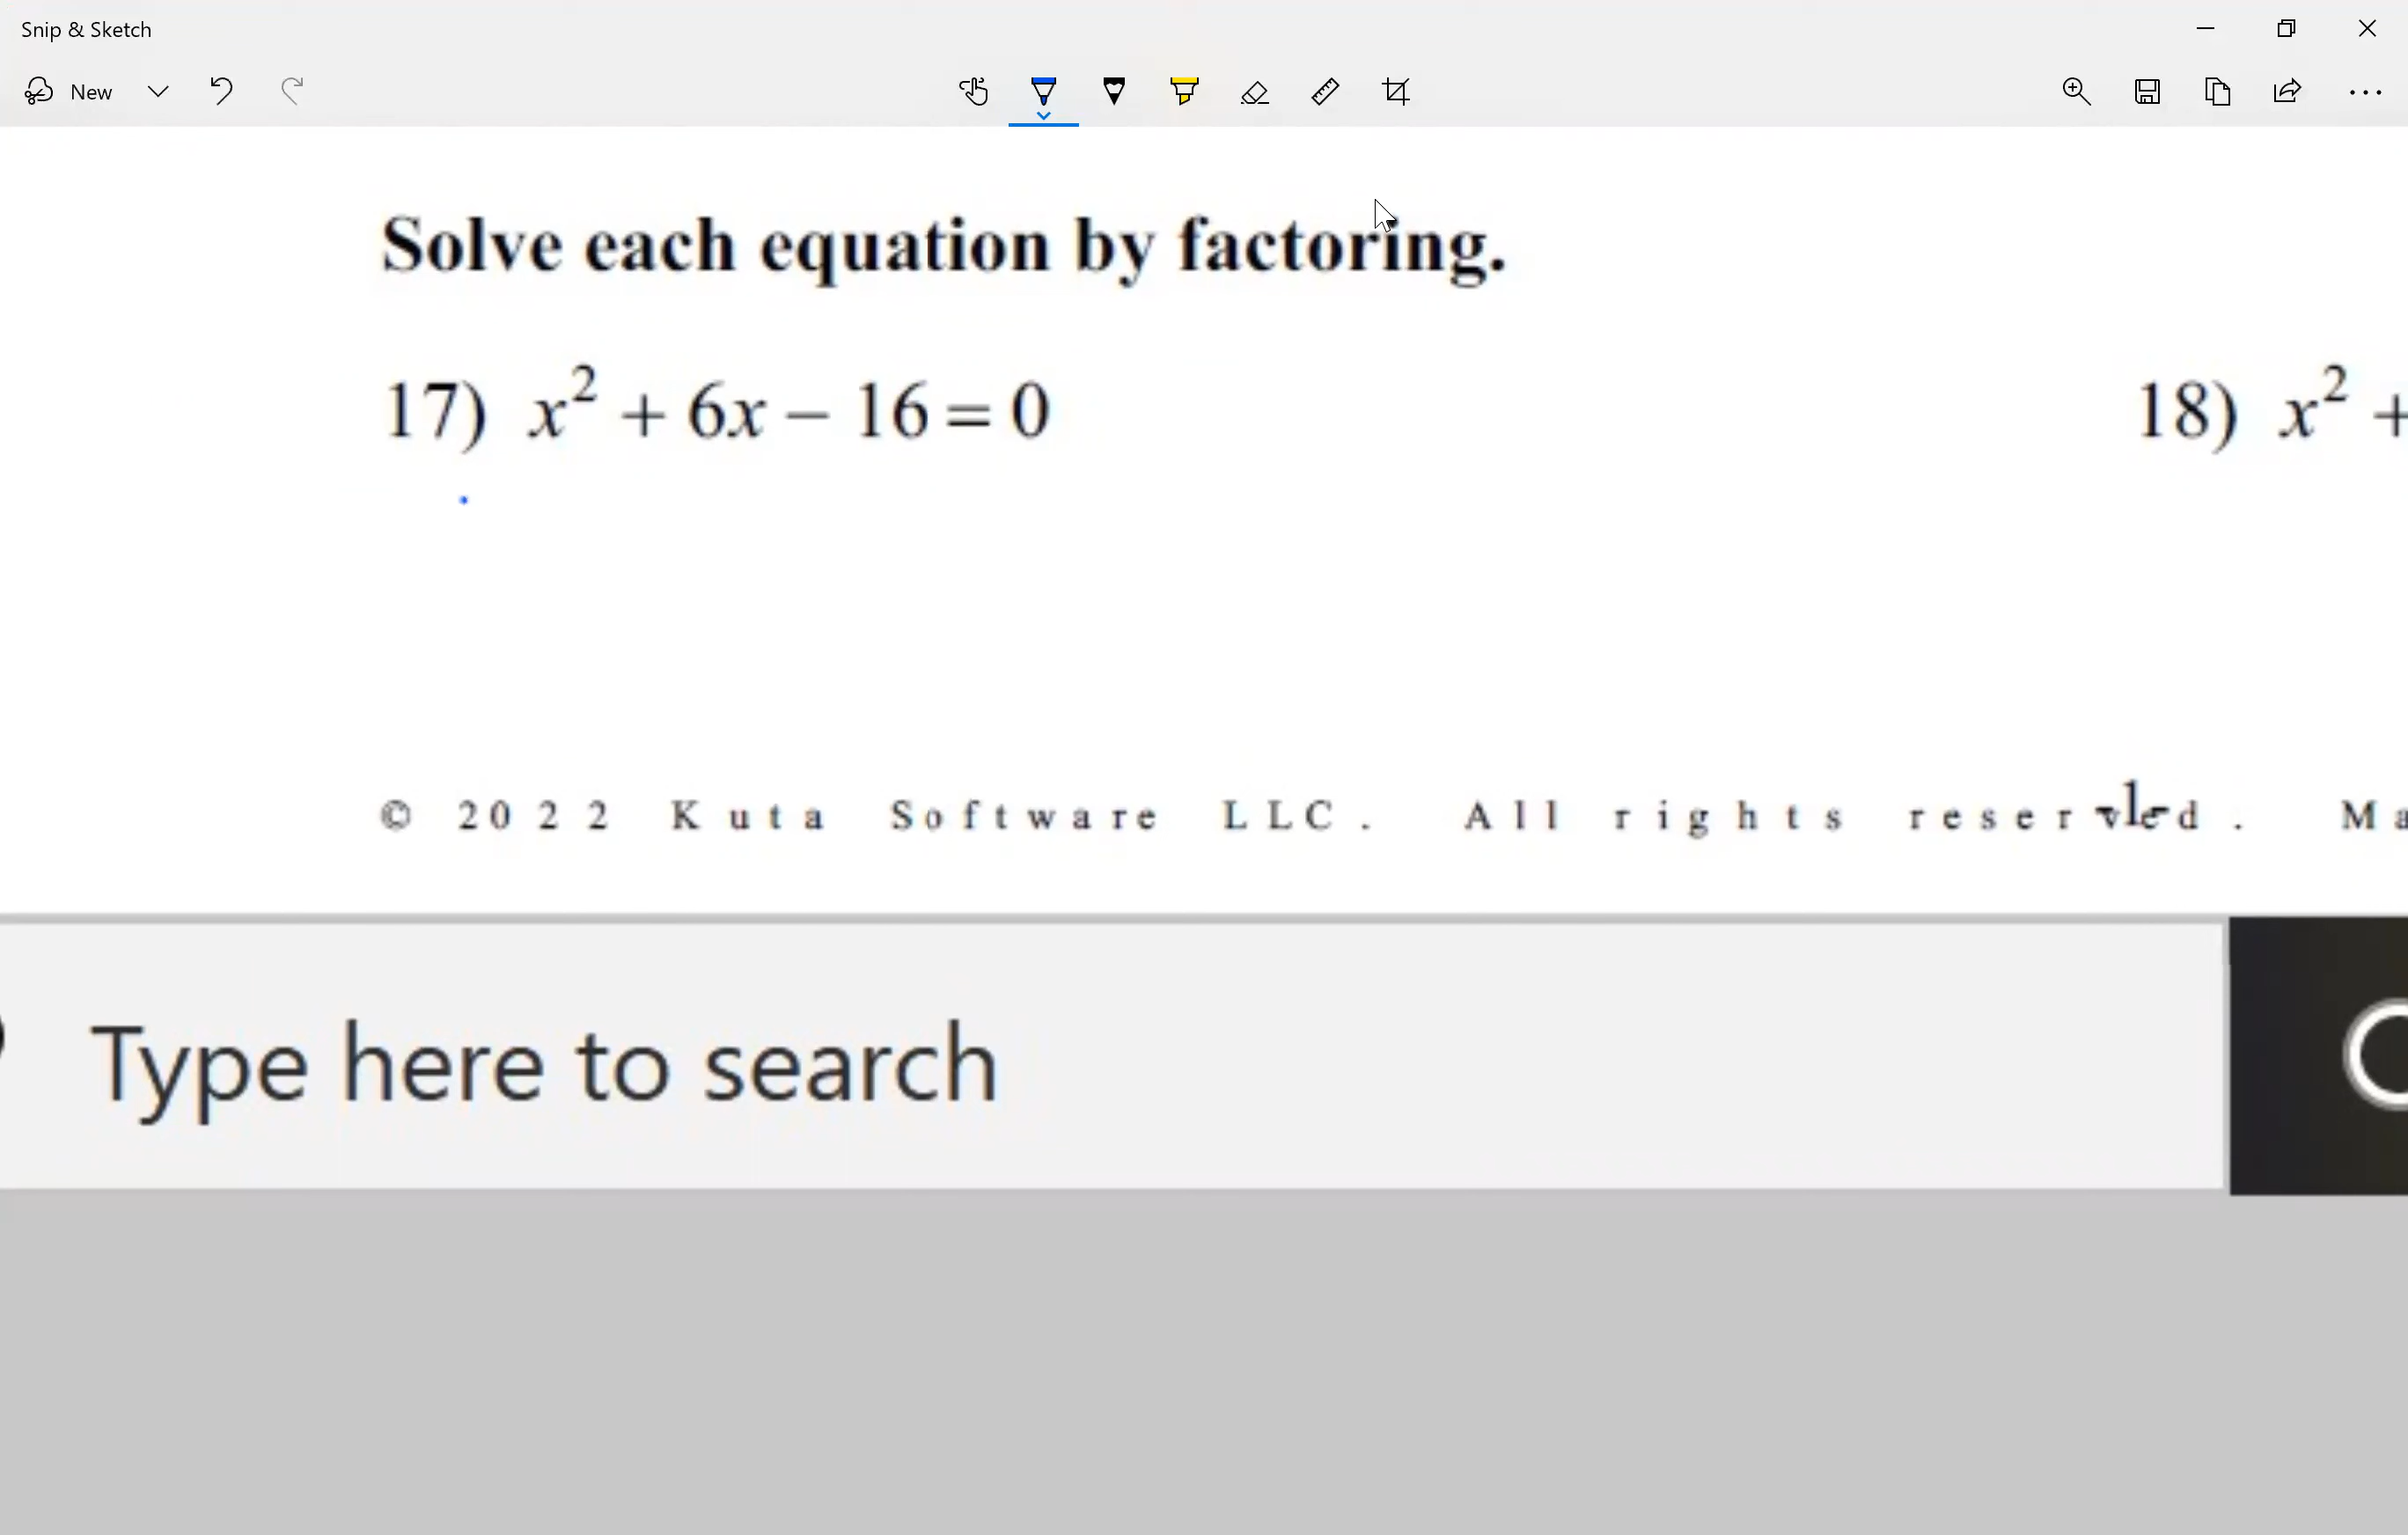 Snip & Sketch
New
Solve each equation by factoring.
17) x² + 6x − 16 = 0
18) x² +
© 2022 Kuta Software LLC. All rights reserved. Ma
Type here to search